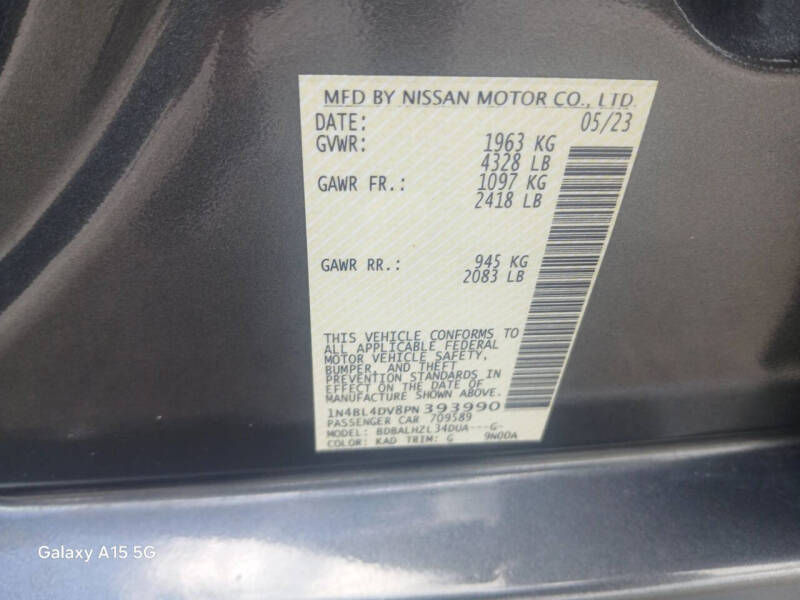 MFD BY NISSAN MOTOR CO., LTD.
DATE: 05/23
GVWR: 1963 KG
4328 LB
GAWR FR.: 1097 KG
2418 LB
GAWR RR.: 945 KG
2083 LB
THIS VEHICLE CONFORMS TO
ALL APPLICABLE FEDERAL
MOTOR VEHICLE SAFETY,
BUMPER, AND THEFT
PREVENTION STANDARDS IN
EFFECT ON THE DATE OF
MANUFACTURE SHOWN ABOVE.
1N4BL4DV8PN393990
PASSENGER CAR 709589
MODEL: BDBALHZL34DUA---G-
COLOR: KAD TRIM: G 9N00A
Galaxy A15 5G